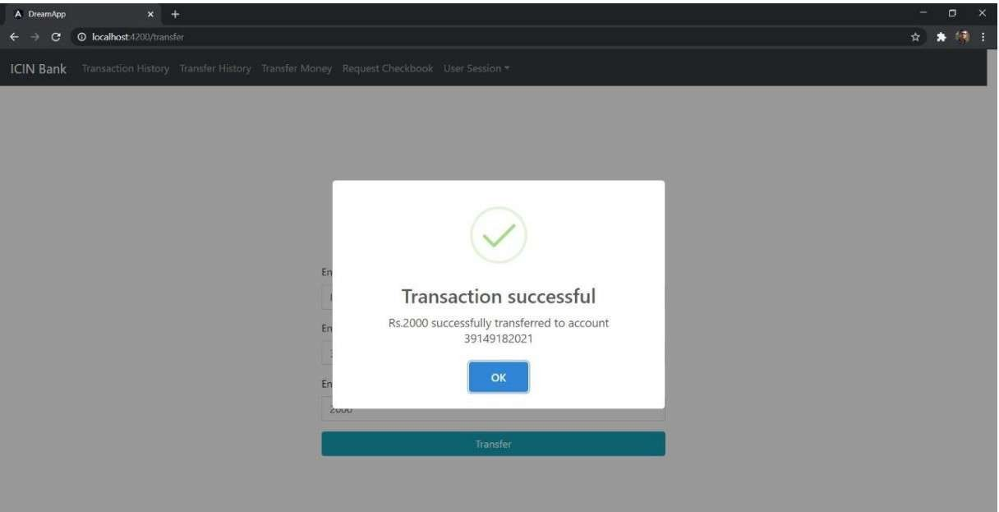 DreamApp
localhost:4200/transfer
ICIN Bank Transaction History Transfer History Transfer Money Request Checkbook User Session
En
En
En
Transaction successful
Rs.2000 successfully transferred to account
39149182021
OK
2000
Transfer